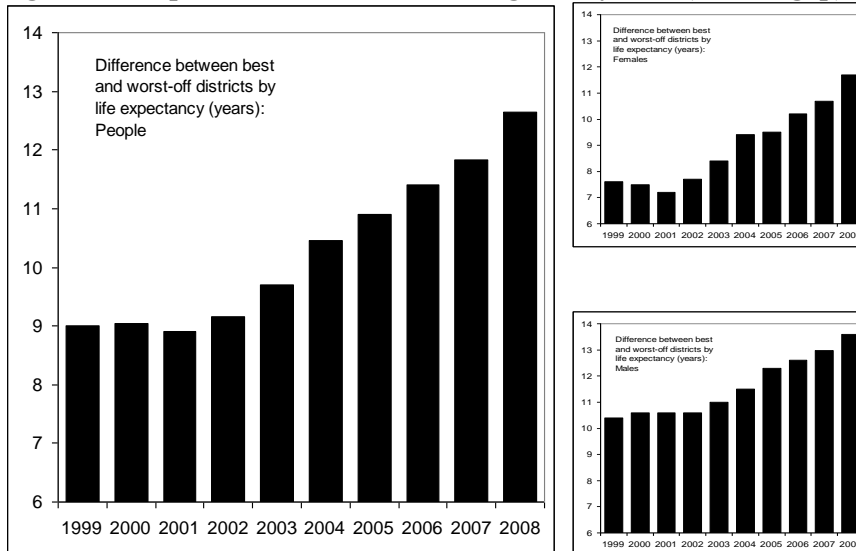 14
Difference between best
and worst-off districts by
life expectancy (years):
People
13
12
11
10
9
8
7
6
1999 2000 2001 2002 2003 2004 2005 2006 2007 2008
14
Difference between best
and worst-off districts by
life expectancy (years):
Females
13
12
11
10
9
8
7
6
1999 2000 2001 2002 2003 2004 2005 2006 2007
14
Difference between best
and worst-off districts by
life expectancy (years):
Males
13
12
11
10
9
8
7
6
1999 2000 2001 2002 2003 2004 2005 2006 2007